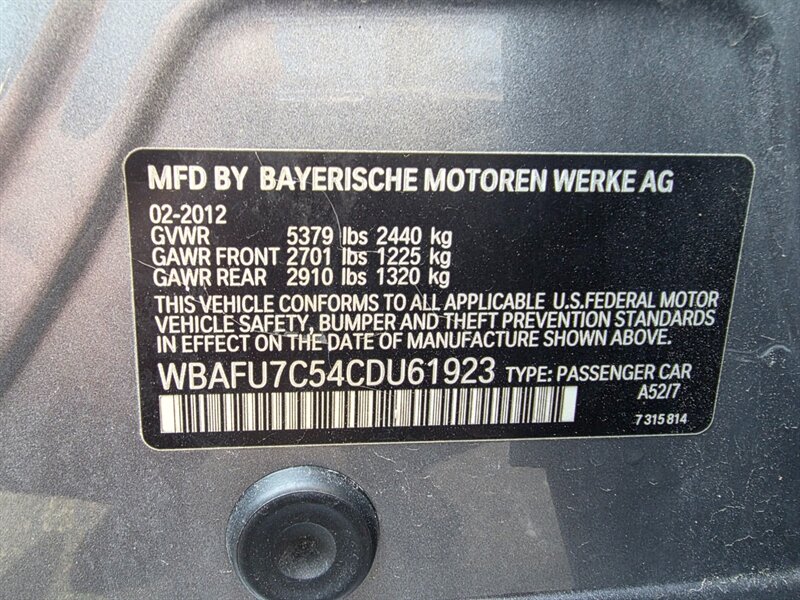 MFD BY BAYERISCHE MOTOREN WERKE AG
02-2012
GVWR 5379 lbs 2440 kg
GAWR FRONT 2701 lbs 1225 kg
GAWR REAR 2910 lbs 1320 kg
THIS VEHICLE CONFORMS TO ALL APPLICABLE U.S.FEDERAL MOTOR
VEHICLE SAFETY, BUMPER AND THEFT PREVENTION STANDARDS
IN EFFECT ON THE DATE OF MANUFACTURE SHOWN ABOVE.
WBAFU7C54CDU61923 TYPE: PASSENGER CAR
A52/7
7 315 814